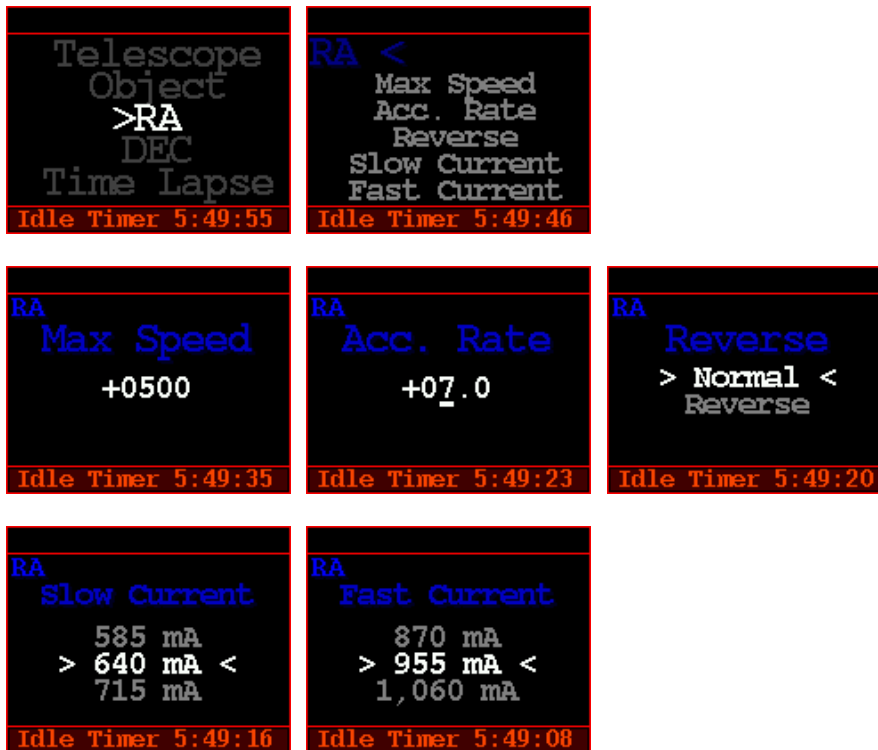 Telescope
Object
>RA
DEC
Time Lapse
Idle Timer 5:49:55
RA <
Max Speed
Acc. Rate
Reverse
Slow Current
Fast Current
Idle Timer 5:49:46
RA
Max Speed
+0500
Idle Timer 5:49:35
RA
Acc. Rate
+07.0
Idle Timer 5:49:23
RA
Reverse
> Normal <
Reverse
Idle Timer 5:49:20
RA
Slow Current
585 mA
> 640 mA <
715 mA
Idle Timer 5:49:16
RA
Fast Current
870 mA
> 955 mA <
1,060 mA
Idle Timer 5:49:08